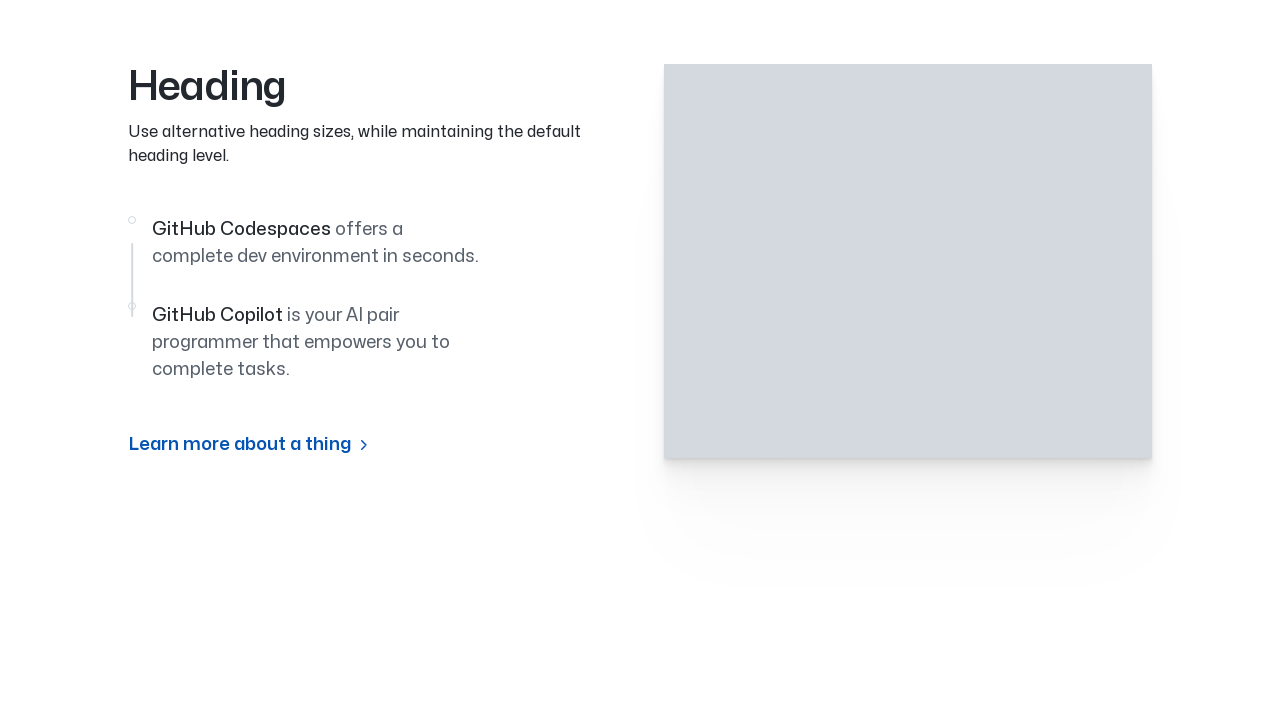 Heading
Use alternative heading sizes, while maintaining the default
heading level.
GitHub Codespaces offers a
complete dev environment in seconds.
GitHub Copilot is your AI pair
programmer that empowers you to
complete tasks.
Learn more about a thing